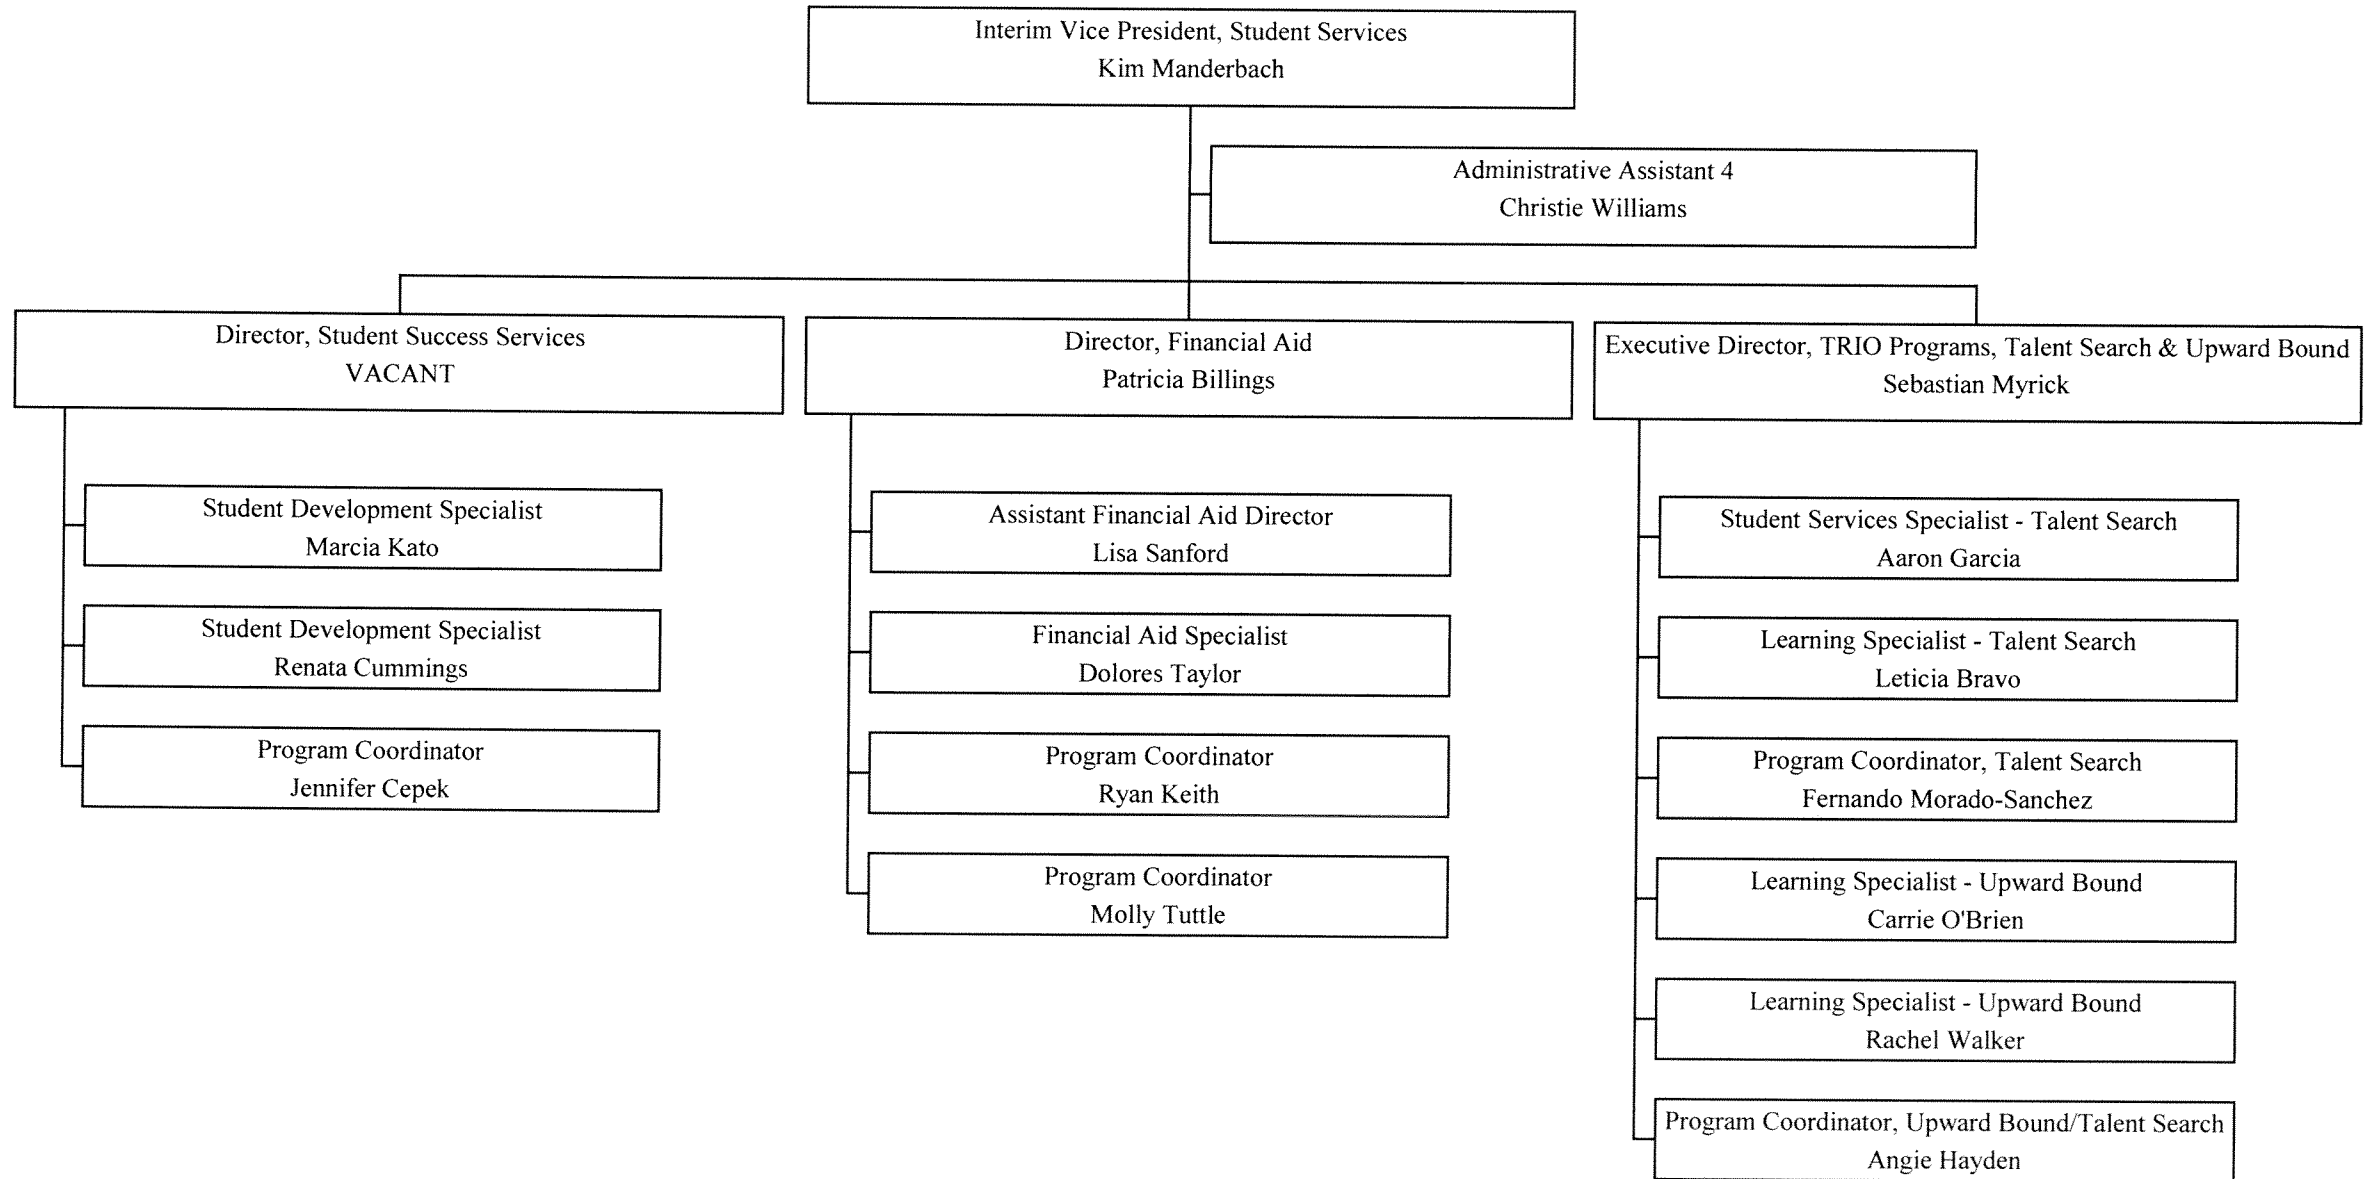 Interim Vice President, Student Services
Kim Manderbach
Administrative Assistant 4
Christie Williams
Director, Student Success Services
VACANT
Student Development Specialist
Marcia Kato
Student Development Specialist
Renata Cummings
Program Coordinator
Jennifer Cepek
Director, Financial Aid
Patricia Billings
Assistant Financial Aid Director
Lisa Sanford
Financial Aid Specialist
Dolores Taylor
Program Coordinator
Ryan Keith
Program Coordinator
Molly Tuttle
Executive Director, TRIO Programs, Talent Search & Upward Bound
Sebastian Myrick
Student Services Specialist - Talent Search
Aaron Garcia
Learning Specialist - Talent Search
Leticia Bravo
Program Coordinator, Talent Search
Fernando Morado-Sanchez
Learning Specialist - Upward Bound
Carrie O'Brien
Learning Specialist - Upward Bound
Rachel Walker
Program Coordinator, Upward Bound/Talent Search
Angie Hayden